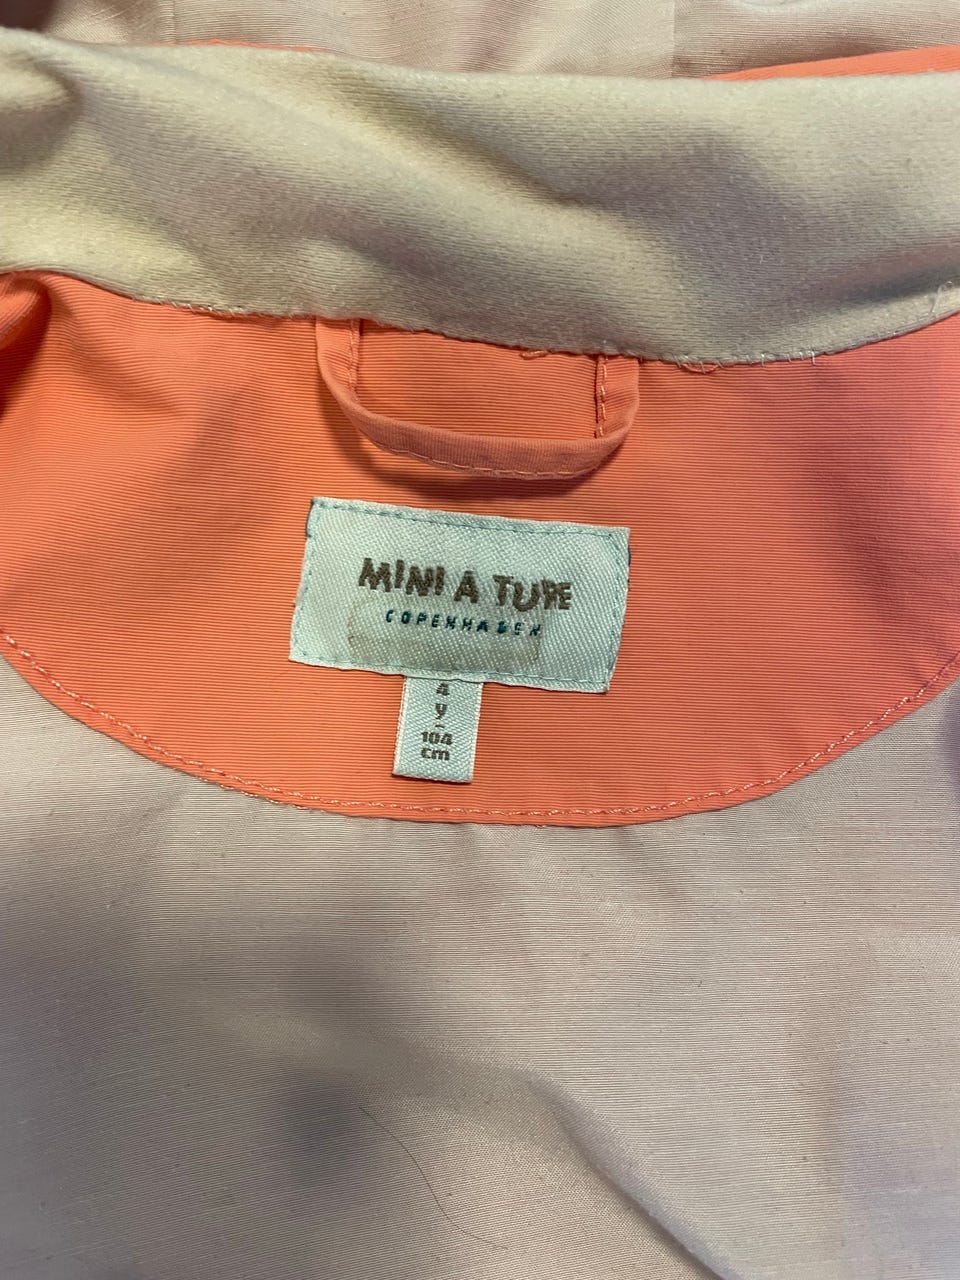 MINI A TURE
COPENHAGEN
4
y
-
104
cm